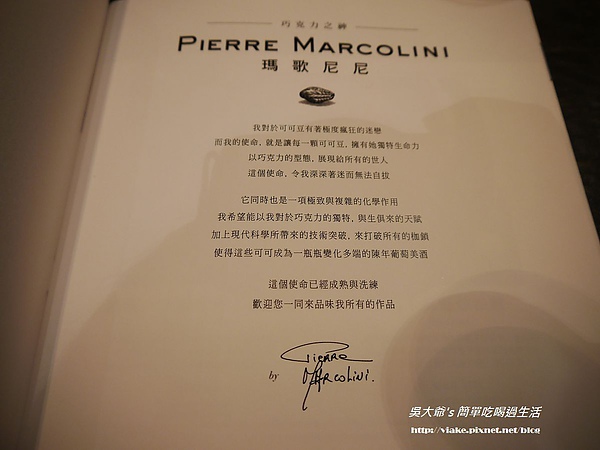 巧克力之神
PIERRE MARCOLINI
瑪歌尼尼
我對於可可豆有著極度瘋狂的迷戀
而我的使命，就是讓每一顆可可豆，擁有她獨特生命力
以巧克力的型態，展現給所有的世人
這個使命，令我深深著迷而無法自拔
它同時也是一項極致與複雜的化學作用
我希望能以我對於巧克力的獨特，與生俱來的天賦
加上現代科學所帶來的技術突破，來打破所有的枷鎖
使得這些可可成為一瓶瓶變化多端的陳年葡萄美酒
這個使命已經成熟與洗練
歡迎您一同來品味我所有的作品
by Pierre Marcolini.
吳大爺's 簡單吃喝過生活
http://viake.pixnet.net/blog